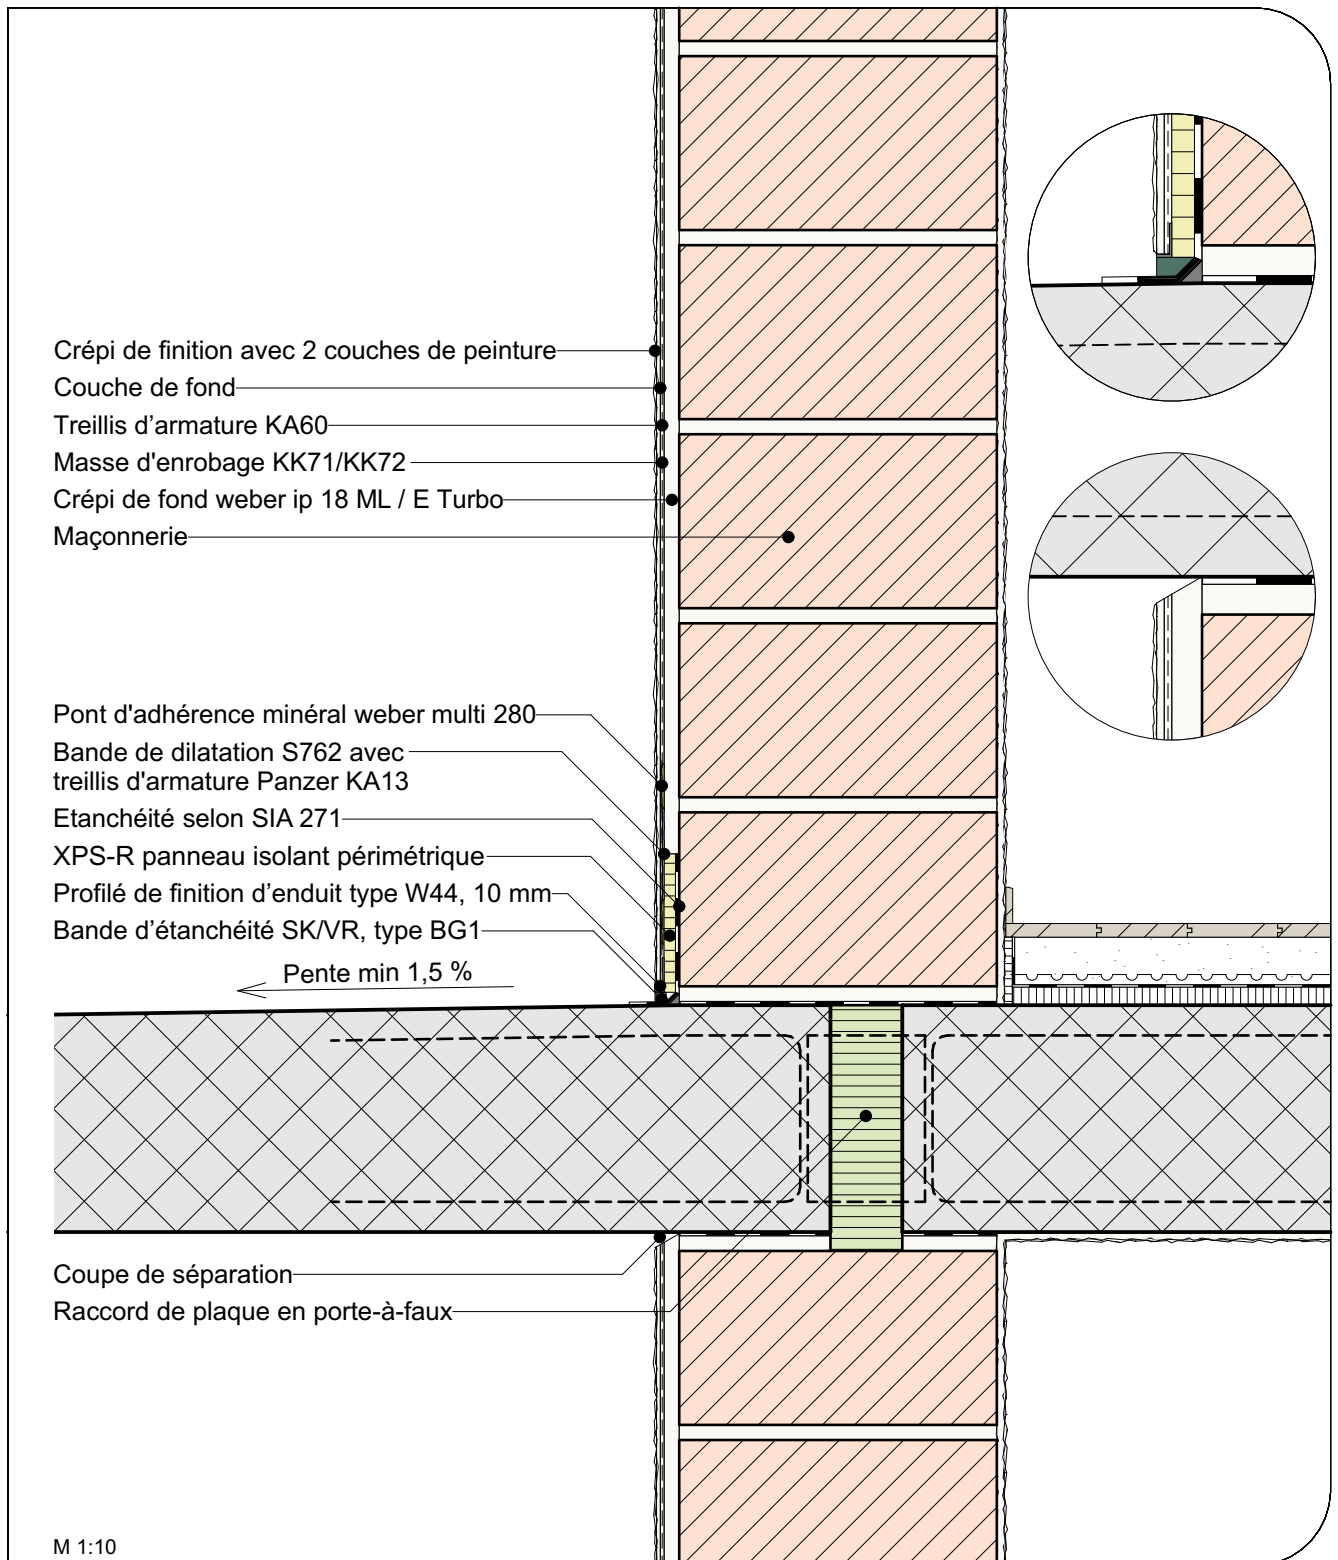 Crépi de finition avec 2 couches de peinture
Couche de fond
Treillis d’armature KA60
Masse d'enrobage KK71/KK72
Crépi de fond weber ip 18 ML / E Turbo
Maçonnerie
Pont d'adhérence minéral weber multi 280
Bande de dilatation S762 avec
treillis d'armature Panzer KA13
Etanchéité selon SIA 271
XPS-R panneau isolant périmétrique
Profilé de finition d’enduit type W44, 10 mm
Bande d’étanchéité SK/VR, type BG1
Pente min 1,5 %
Coupe de séparation
Raccord de plaque en porte-à-faux
M 1:10